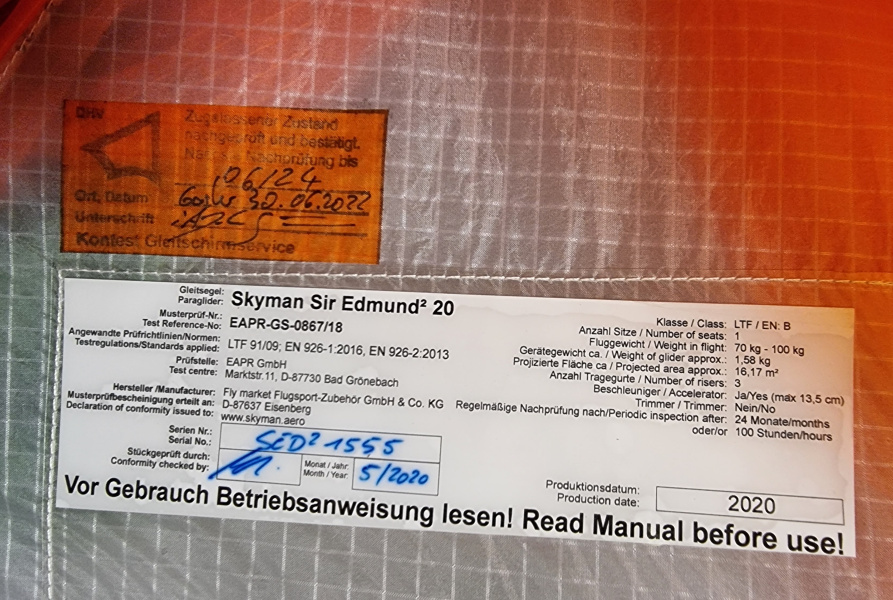 DHV
Zugelassener Zustand
nachgeprüft und bestätigt.
Nachprüfung bis
06/24
Ort, Datum 30.06.2022
Unterschrift
Kontest Gleitschirmservice
Gleitsegel:
Paraglider: Skyman Sir Edmund² 20
Musterprüf-Nr.:
Test Reference-No: EAPR-GS-0867/18
Angewandte Prüfrichtlinien/Normen:
Testregulations/Standards applied: LTF 91/09; EN 926-1:2016, EN 926-2:2013
Prüfstelle: EAPR GmbH
Test centre: Marktstr.11, D-87730 Bad Grönebach
Hersteller /Manufacturer: Fly market Flugsport-Zubehör GmbH & Co. KG
Musterprüfbescheinigung erteilt an: D-87637 Eisenberg
Declaration of conformity issued to: www.skyman.aero
Serien Nr.:
Serial No.: SED² 1555
Stückgeprüft durch:
Conformity checked by:
Monat / Jahr:
Month / Year: 5/2020
Klasse / Class: LTF / EN: B
Anzahl Sitze / Number of seats: 1
Fluggewicht / Weight in flight: 70 kg - 100 kg
Gerätegewicht ca. / Weight of glider approx.: 1,58 kg
Projizierte Fläche ca / Projected area approx.: 16,17 m²
Anzahl Tragegurte / Number of risers: 3
Beschleuniger / Accelerator: Ja/Yes (max 13,5 cm)
Trimmer / Trimmer: Nein/No
Regelmäßige Nachprüfung nach/Periodic inspection after: 24 Monate/months
oder/or 100 Stunden/hours
Produktionsdatum:
Production date: 2020
Vor Gebrauch Betriebsanweisung lesen! Read Manual before use!